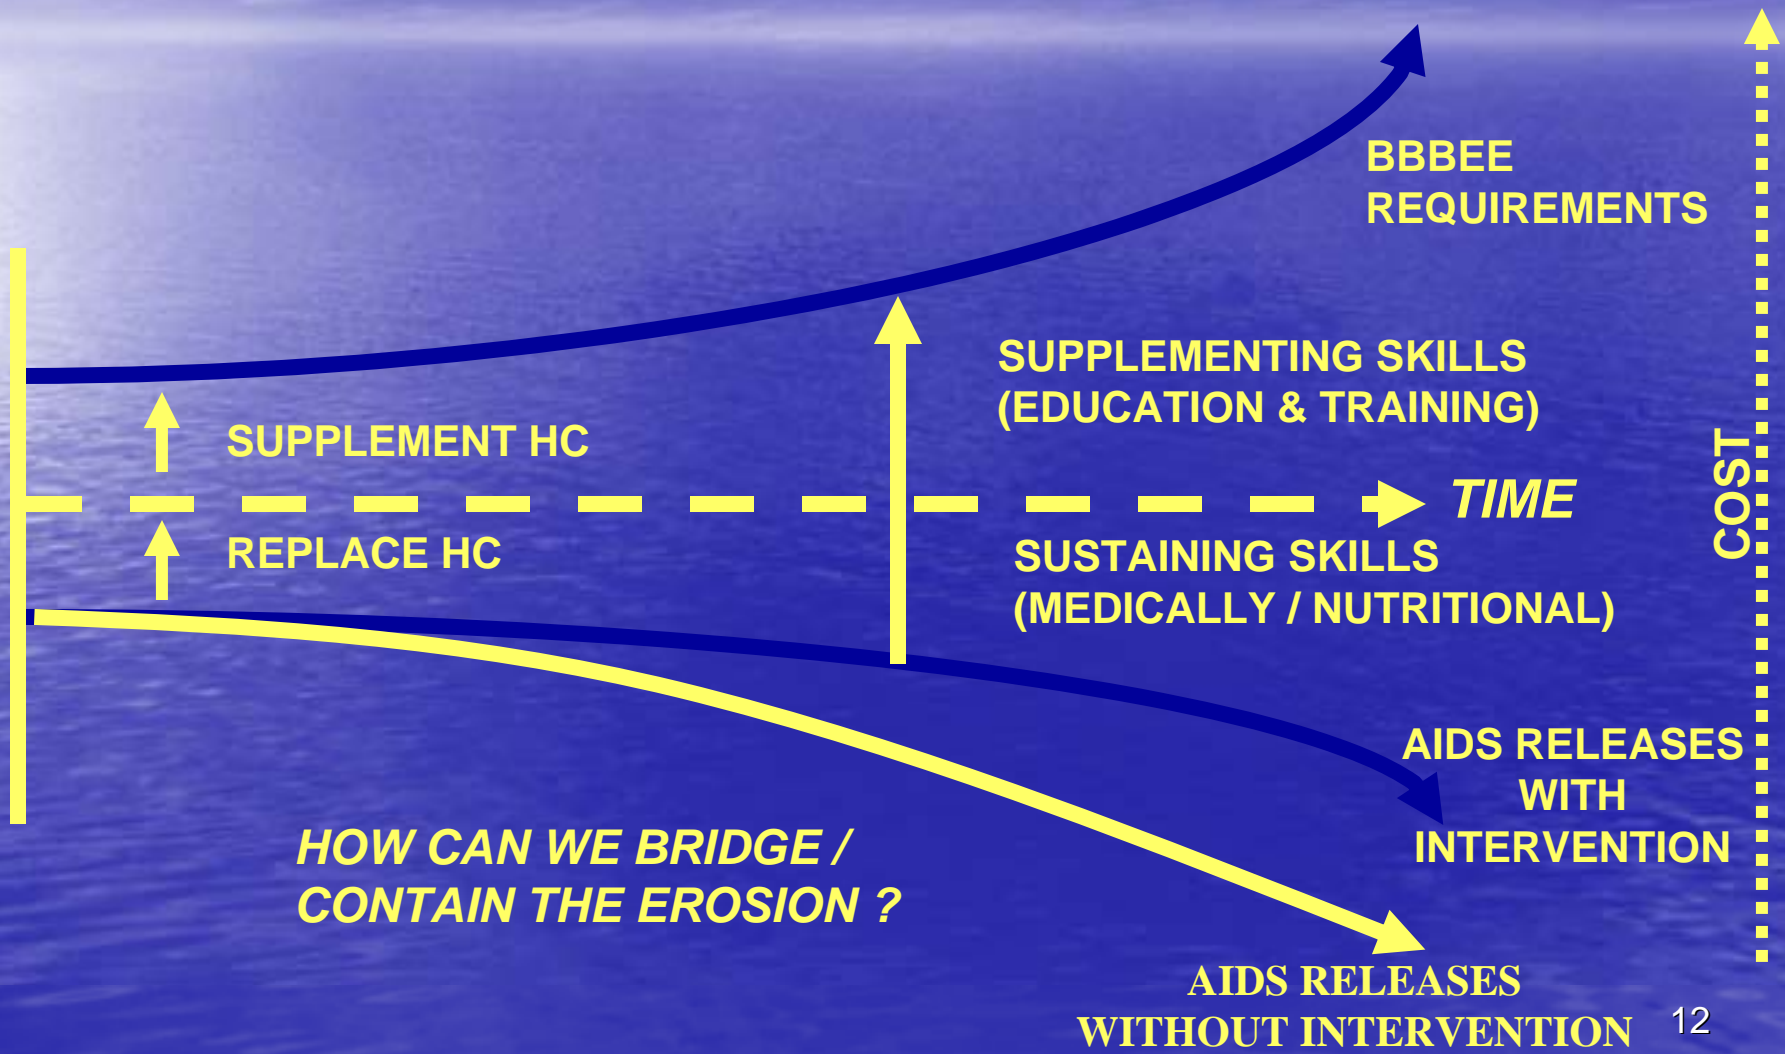 BBBEE
REQUIREMENTS
SUPPLEMENTING SKILLS
(EDUCATION & TRAINING)
SUPPLEMENT HC
COST
TIME
REPLACE HC
SUSTAINING SKILLS
(MEDICALLY / NUTRITIONAL)
AIDS RELEASES
WITH
INTERVENTION
HOW CAN WE BRIDGE /
CONTAIN THE EROSION ?
AIDS RELEASES
WITHOUT INTERVENTION
12